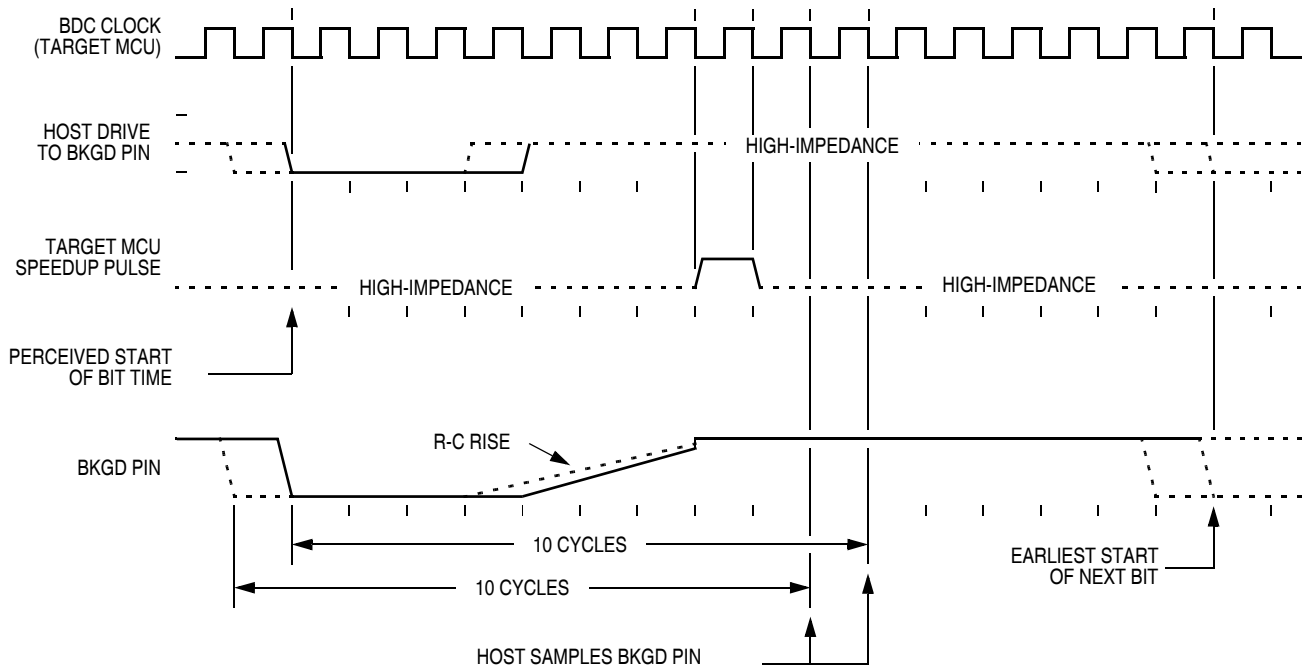 BDC CLOCK
(TARGET MCU)
HOST DRIVE
TO BKGD PIN
HIGH-IMPEDANCE
TARGET MCU
SPEEDUP PULSE
HIGH-IMPEDANCE
HIGH-IMPEDANCE
PERCEIVED START
OF BIT TIME
R-C RISE
BKGD PIN
10 CYCLES
EARLIEST START
OF NEXT BIT
10 CYCLES
HOST SAMPLES BKGD PIN